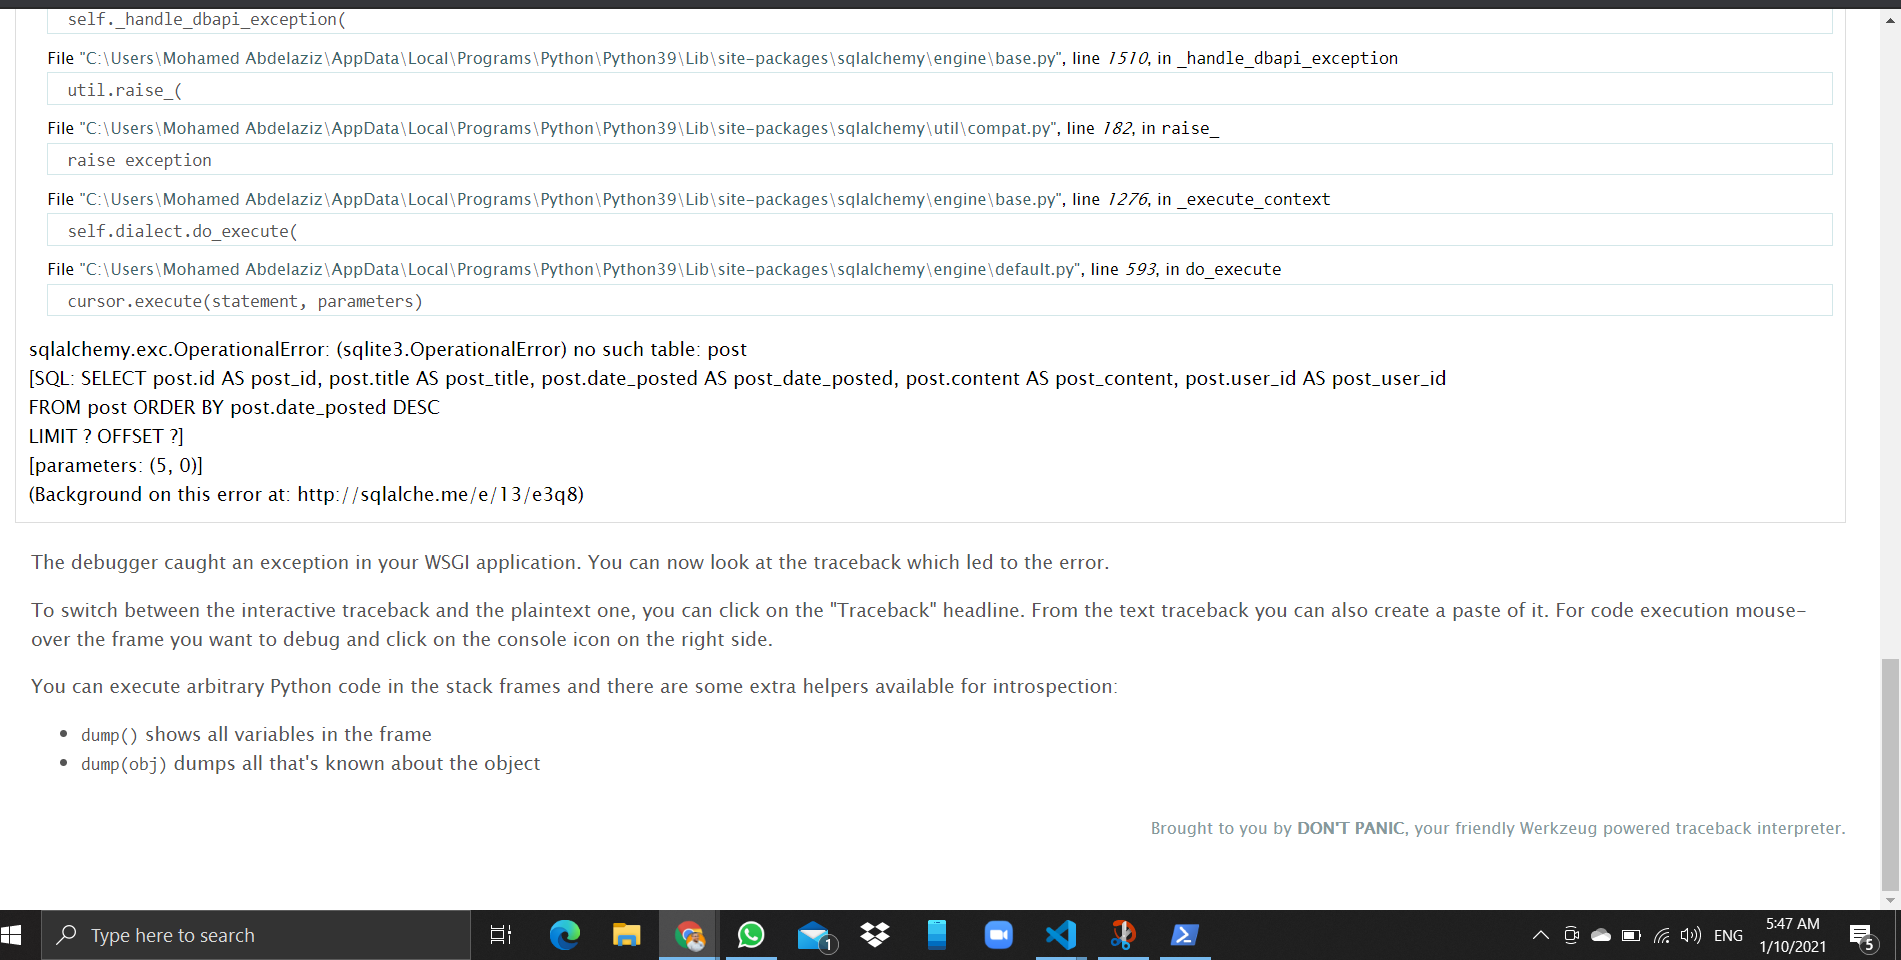 self._handle_dbapi_exception(
File "C:\Users\Mohamed Abdelaziz\AppData\Local\Programs\Python\Python39\Lib\site-packages\sqlalchemy\engine\base.py", line 1510, in _handle_dbapi_exception
util.raise_(
File "C:\Users\Mohamed Abdelaziz\AppData\Local\Programs\Python\Python39\Lib\site-packages\sqlalchemy\util\compat.py", line 182, in raise_
raise exception
File "C:\Users\Mohamed Abdelaziz\AppData\Local\Programs\Python\Python39\Lib\site-packages\sqlalchemy\engine\base.py", line 1276, in _execute_context
self.dialect.do_execute(
File "C:\Users\Mohamed Abdelaziz\AppData\Local\Programs\Python\Python39\Lib\site-packages\sqlalchemy\engine\default.py", line 593, in do_execute
cursor.execute(statement, parameters)
sqlalchemy.exc.OperationalError: (sqlite3.OperationalError) no such table: post
[SQL: SELECT post.id AS post_id, post.title AS post_title, post.date_posted AS post_date_posted, post.content AS post_content, post.user_id AS post_user_id
FROM post ORDER BY post.date_posted DESC
LIMIT ? OFFSET ?]
[parameters: (5, 0)]
(Background on this error at: http://sqlalche.me/e/13/e3q8)
The debugger caught an exception in your WSGI application. You can now look at the traceback which led to the error.
To switch between the interactive traceback and the plaintext one, you can click on the "Traceback" headline. From the text traceback you can also create a paste of it. For code execution mouse-
over the frame you want to debug and click on the console icon on the right side.
You can execute arbitrary Python code in the stack frames and there are some extra helpers available for introspection:
• dump() shows all variables in the frame
• dump(obj) dumps all that's known about the object
Brought to you by DON'T PANIC, your friendly Werkzeug powered traceback interpreter.
Type here to search
1
ENG
5:47 AM
1/10/2021
5